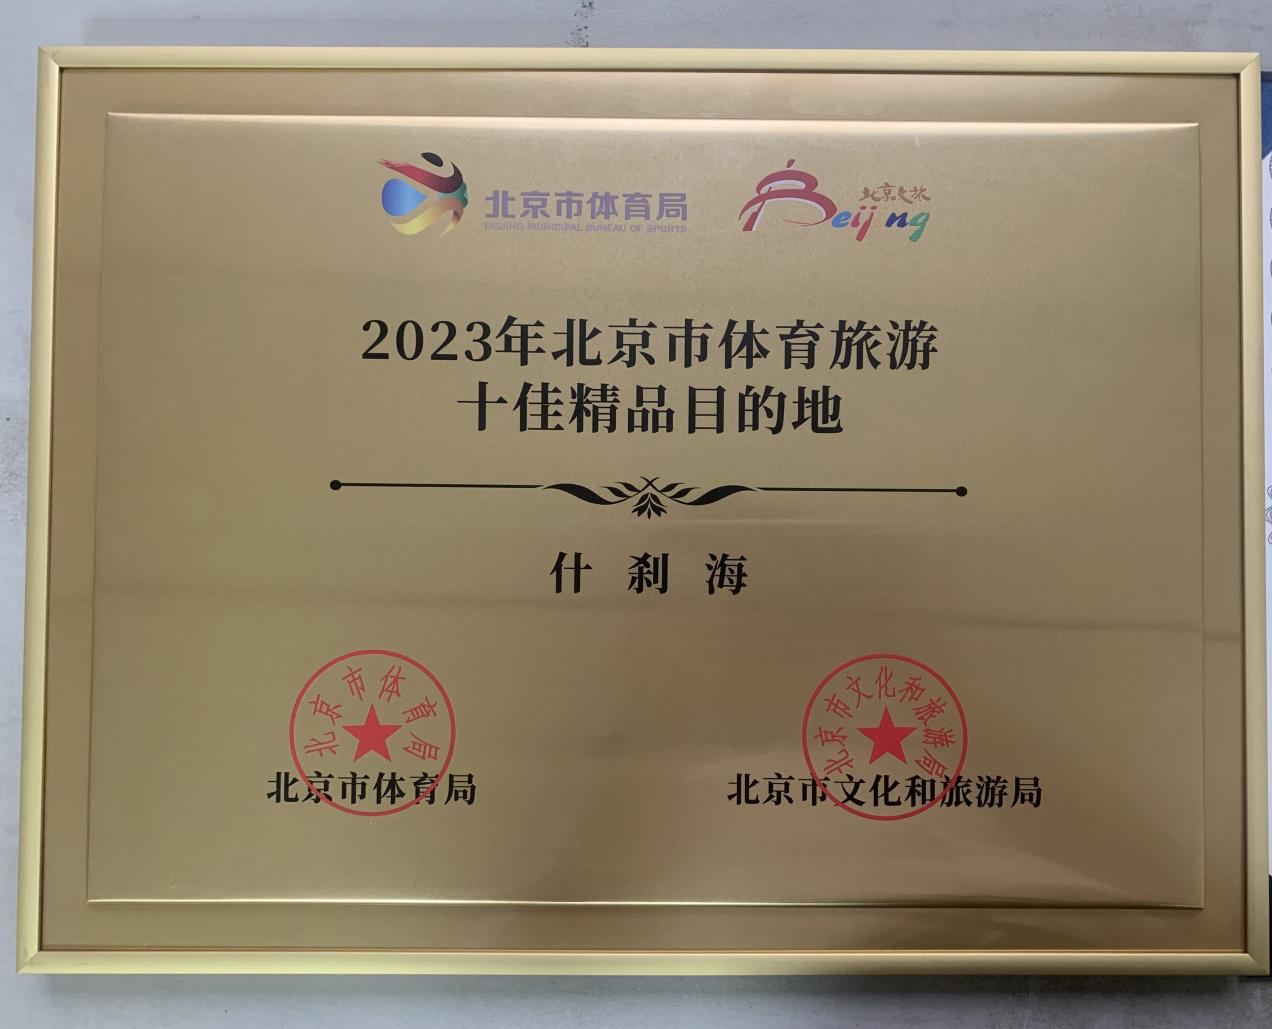 北京市体育局
BEIJING MUNICIPAL BUREAU OF SPORTS
北京文旅
Beijing
2023年北京市体育旅游
十佳精品目的地
什刹海
北京市体育局
北京市体育局
北京市文化和旅游局
北京市文化和旅游局